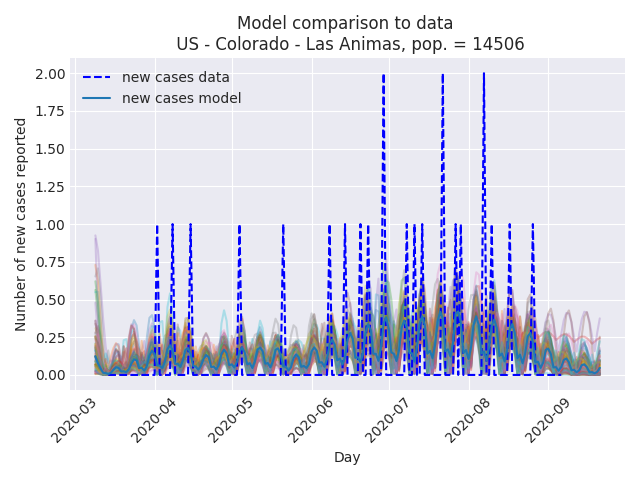 Model comparison to data
US - Colorado - Las Animas, pop. = 14506
new cases data
new cases model
Number of new cases reported
2.00
1.75
1.50
1.25
1.00
0.75
0.50
0.25
0.00
2020-03
2020-04
2020-05
2020-06
2020-07
2020-08
2020-09
Day